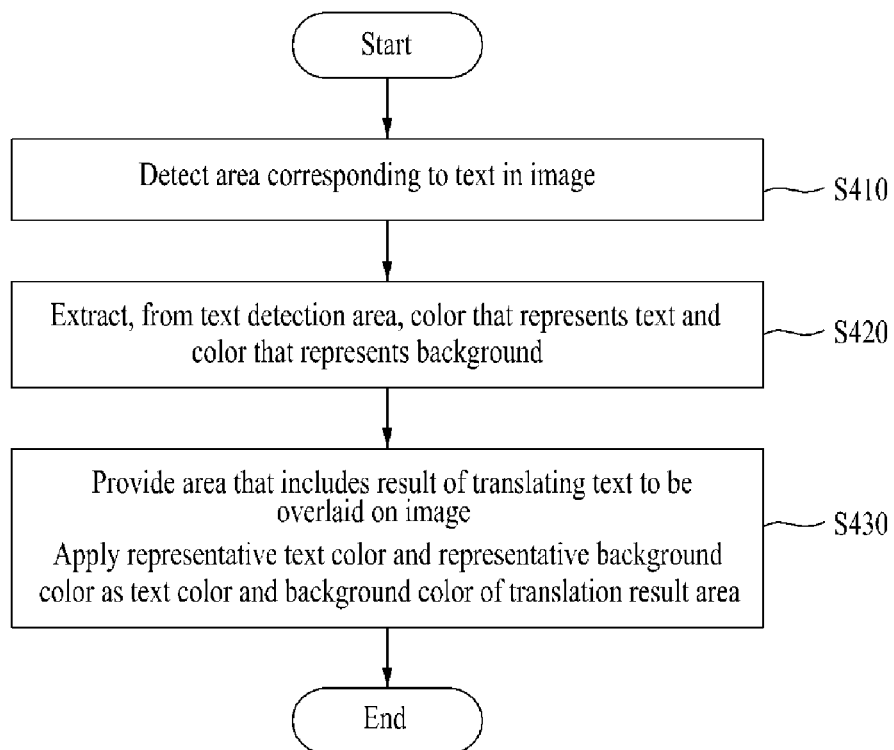 Start
Detect area corresponding to text in image
S410
Extract, from text detection area, color that represents text and
color that represents background
S420
Provide area that includes result of translating text to be
overlaid on image
Apply representative text color and representative background
color as text color and background color of translation result area
S430
End